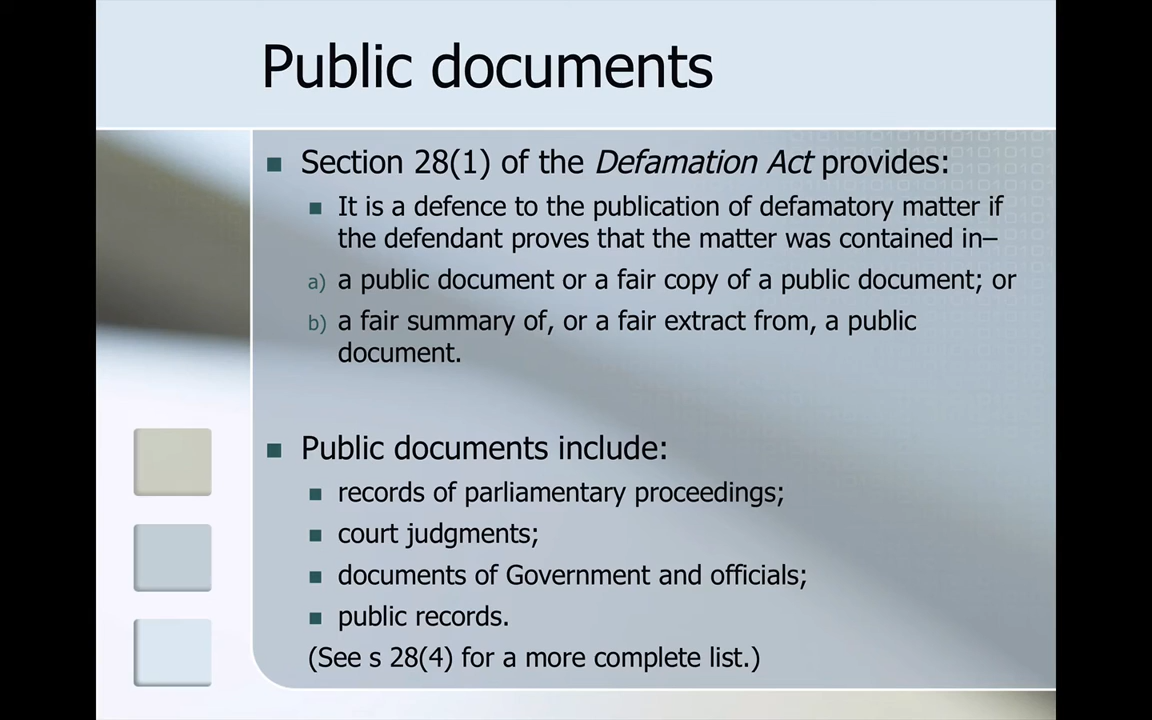 Public documents
Section 28(1) of the Defamation Act provides:
It is a defence to the publication of defamatory matter if
the defendant proves that the matter was contained in–
a) a public document or a fair copy of a public document; or
b) a fair summary of, or a fair extract from, a public
document.
Public documents include:
records of parliamentary proceedings;
court judgments;
documents of Government and officials;
public records.
(See s 28(4) for a more complete list.)